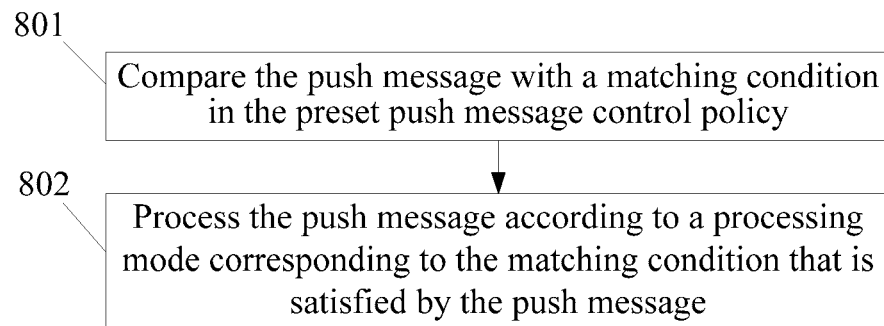 801
Compare the push message with a matching condition
in the preset push message control policy
802
Process the push message according to a processing
mode corresponding to the matching condition that is
satisfied by the push message